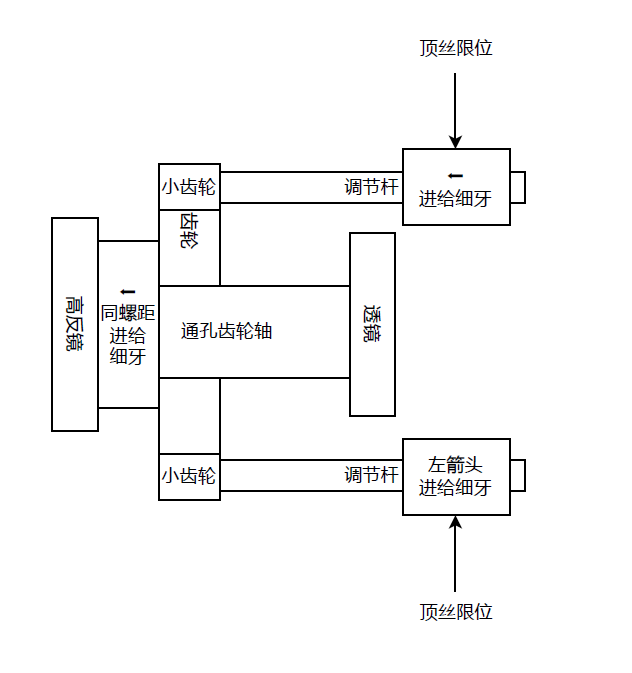 顶丝限位
小齿轮
调节杆
⬅
进给细牙
齿轮
高反镜
⬅
同螺距
进给
细牙
通孔齿轮轴
透镜
小齿轮
调节杆
左箭头
进给细牙
顶丝限位